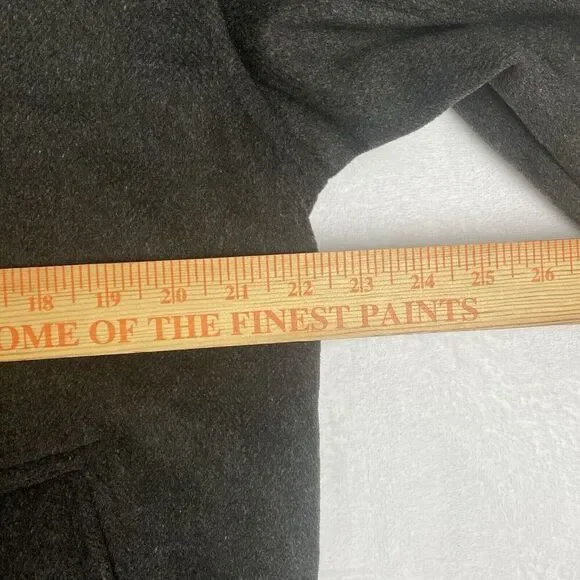 18 19 20 21 22 23 24 25 26
OME OF THE FINEST PAINTS